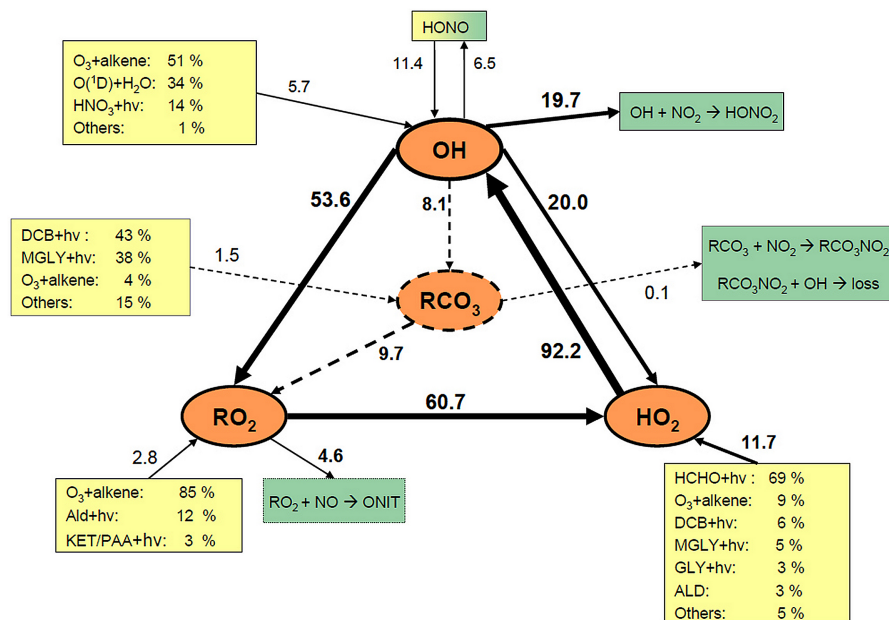 HONO
11.4 6.5
O₃+alkene: 51 %
O(¹D)+H₂O: 34 %
HNO₃+hv: 14 %
Others: 1 %
5.7
19.7
OH + NO₂ → HONO₂
OH
53.6
8.1
20.0
DCB+hv : 43 %
MGLY+hv: 38 %
O₃+alkene: 4 %
Others: 15 %
1.5
RCO₃ + NO₂ → RCO₃NO₂
RCO₃NO₂ + OH → loss
0.1
RCO₃
9.7
92.2
RO₂
60.7
HO₂
2.8
4.6
11.7
O₃+alkene: 85 %
Ald+hv: 12 %
KET/PAA+hv: 3 %
RO₂ + NO → ONIT
HCHO+hv : 69 %
O₃+alkene: 9 %
DCB+hv: 6 %
MGLY+hv: 5 %
GLY+hv: 3 %
ALD: 3 %
Others: 5 %